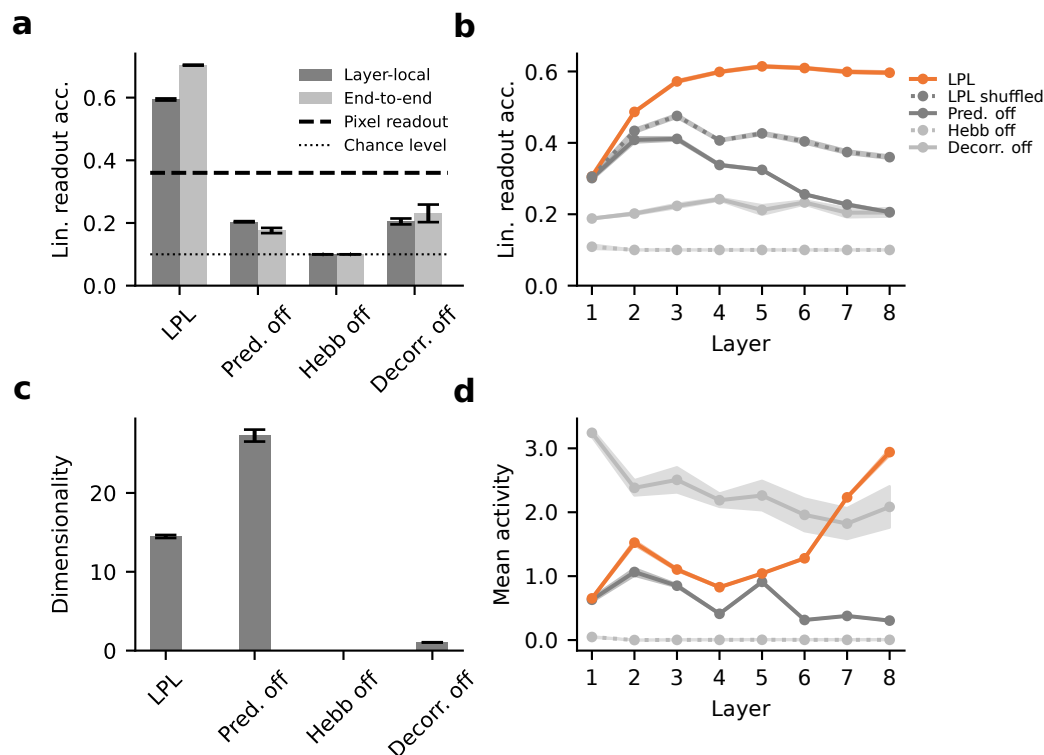 a
Lin. readout acc.
0.6
0.4
0.2
0.0
Layer-local
End-to-end
Pixel readout
Chance level
LPL
Pred. off
Hebb off
Decorr. off
b
Lin. readout acc.
0.6
0.4
0.2
0.0
1 2 3 4 5 6 7 8
Layer
LPL
LPL shuffled
Pred. off
Hebb off
Decorr. off
c
Dimensionality
20
10
0
LPL
Pred. off
Hebb off
Decorr. off
d
Mean activity
3.0
2.0
1.0
0.0
1 2 3 4 5 6 7 8
Layer